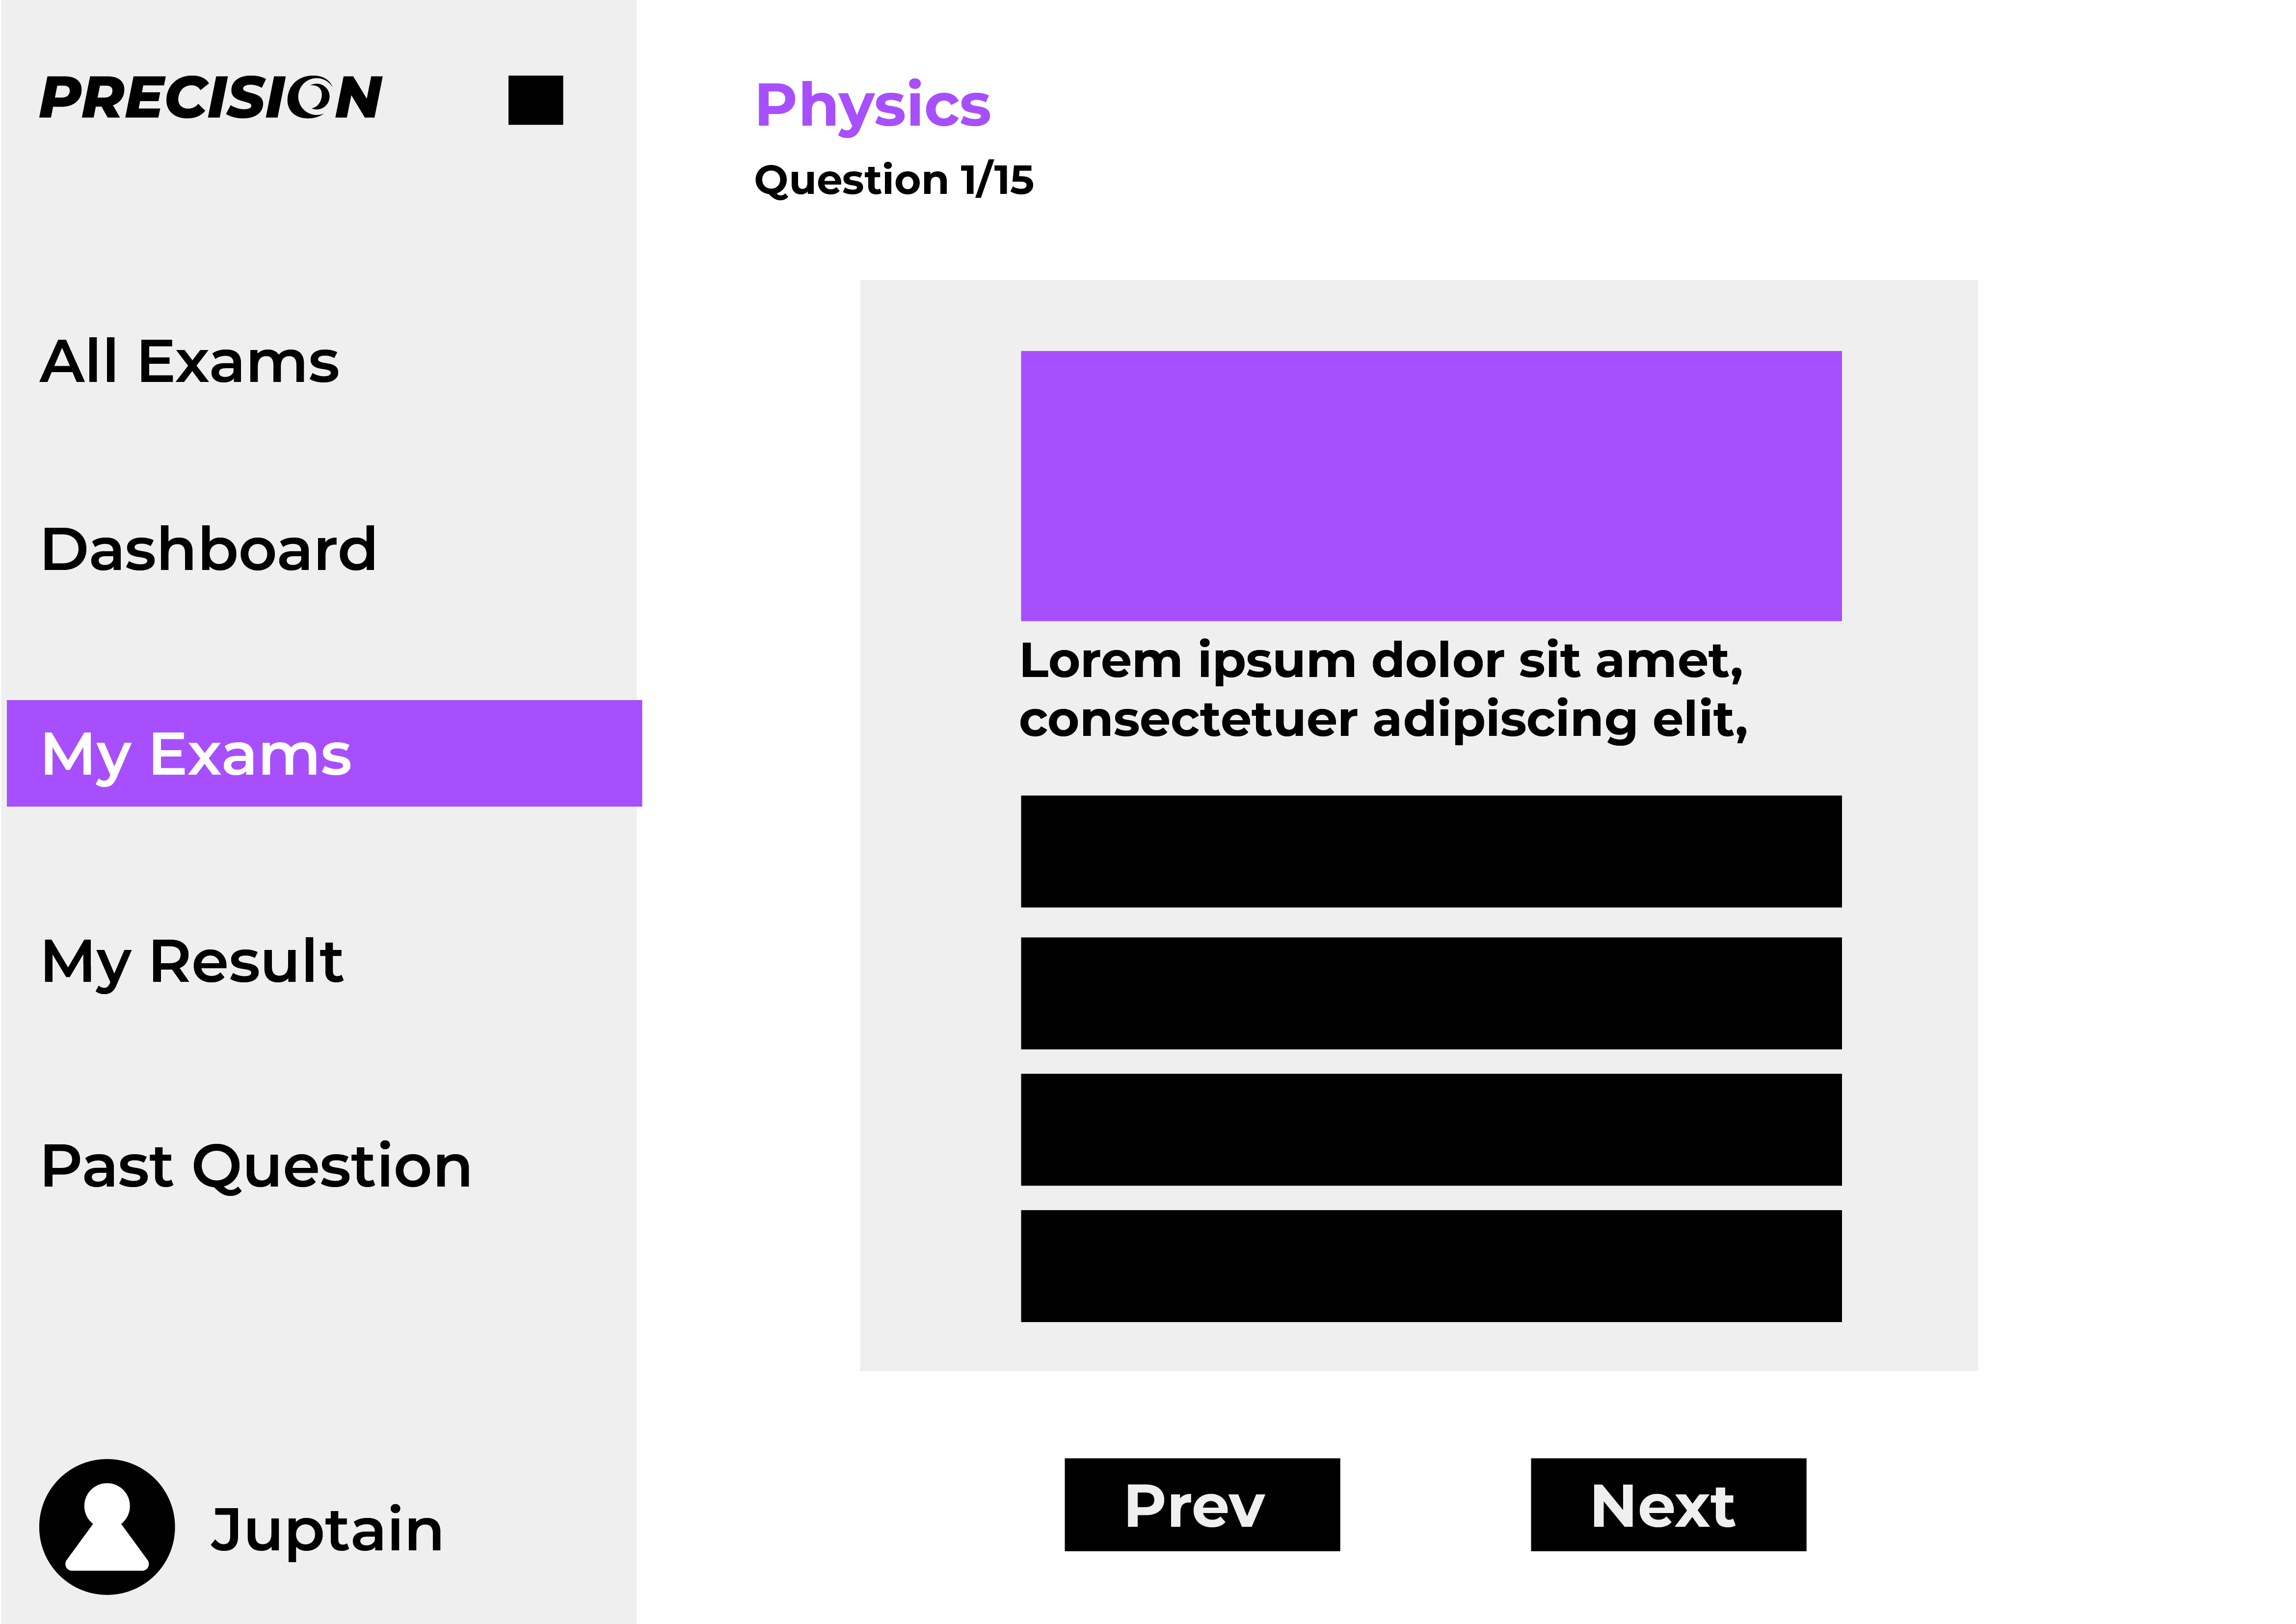 PRECISION
All Exams
Dashboard
My Exams
My Result
Past Question
Juptain
Physics
Question 1/15
Lorem ipsum dolor sit amet,
consectetuer adipiscing elit,
Prev
Next